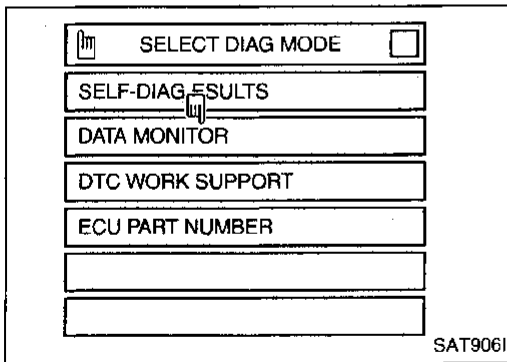 SELECT DIAG MODE
SELF-DIAG ESULTS
DATA MONITOR
DTC WORK SUPPORT
ECU PART NUMBER
SAT906I